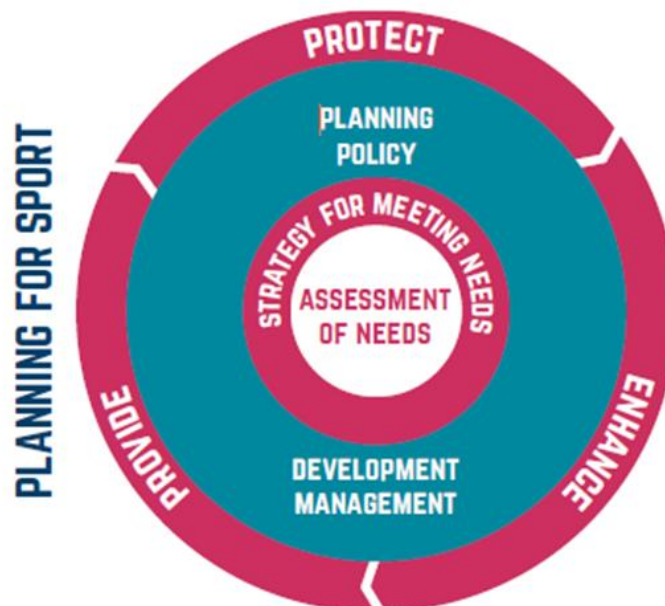 PLANNING FOR SPORT
PROTECT
PLANNING
POLICY
STRATEGY FOR MEETING NEEDS
ASSESSMENT
OF NEEDS
DEVELOPMENT
MANAGEMENT
PROVIDE
ENHANCE